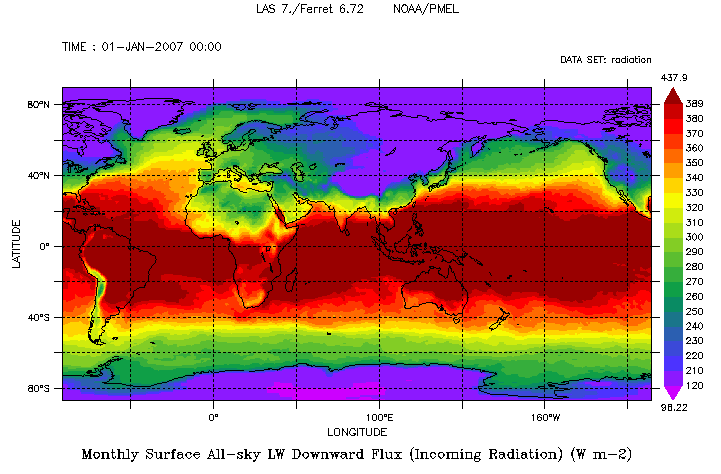 LAS 7./Ferret 6.72 NOAA/PMEL
TIME : 01-JAN-2007 00:00
DATA SET: radiation
437.9
389
380
370
360
350
340
330
320
310
300
290
280
270
260
250
240
230
220
210
120
98.22
80°N
40°N
0°
40°S
80°S
LATITUDE
0° 100°E 160°W
LONGITUDE
Monthly Surface All-sky LW Downward Flux (Incoming Radiation) (W m-2)